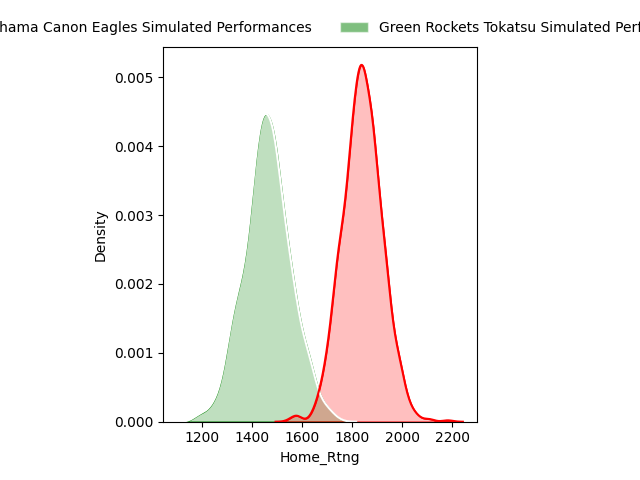 hama Canon Eagles Simulated Performances
Green Rockets Tokatsu Simulated
0.005
0.004
0.003
0.002
0.001
0.000
Density
1200 1400 1600 1800 2000 2200
Home_Rtng